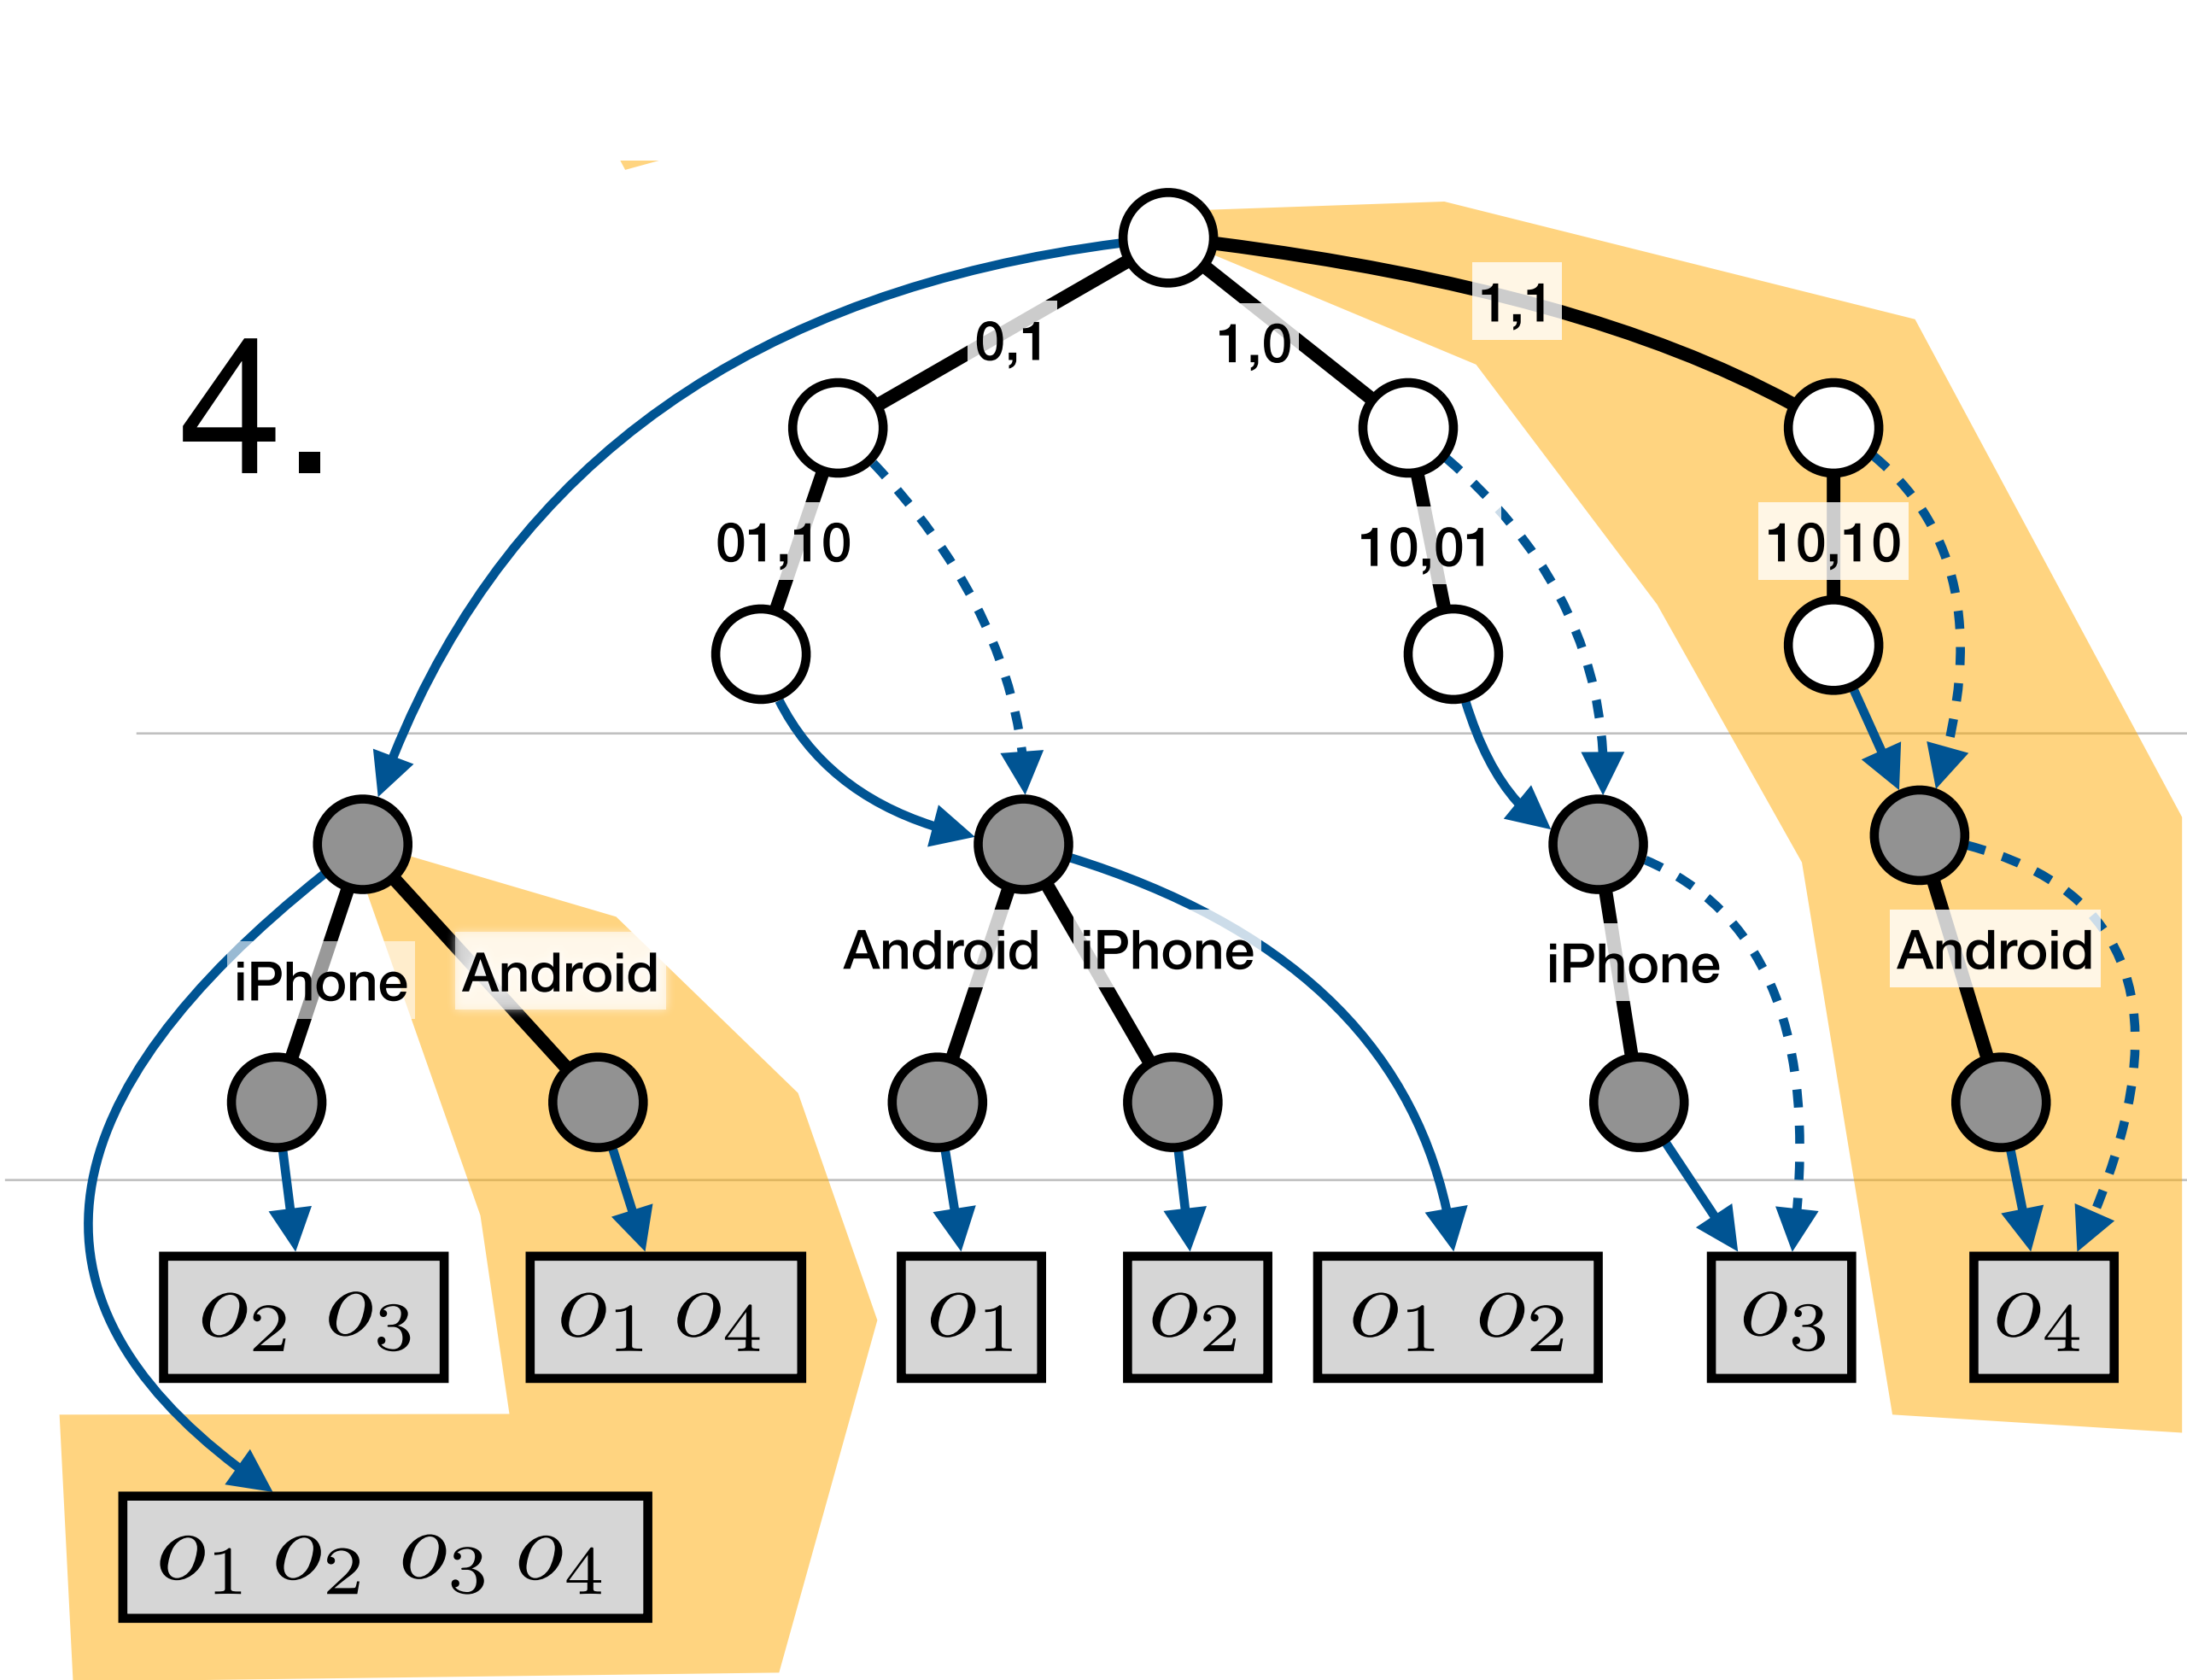 4.
1,1
0,1
1,0
01,10
10,01
10,10
iPhone
Android
Android
iPhone
iPhone
Android
o₂ o₃
o₁ o₄
o₁
o₂
o₁ o₂
o₃
o₄
o₁ o₂ o₃ o₄